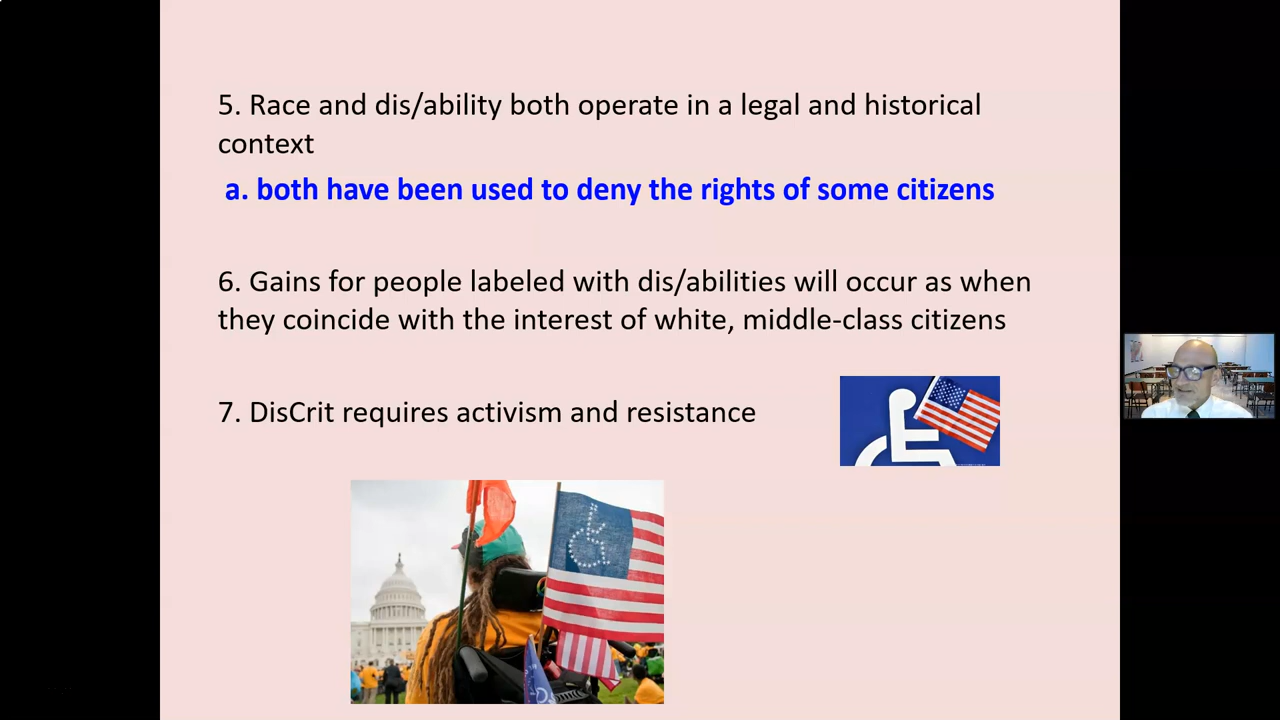 5. Race and dis/ability both operate in a legal and historical
context
a. both have been used to deny the rights of some citizens
6. Gains for people labeled with dis/abilities will occur as when
they coincide with the interest of white, middle-class citizens
7. DisCrit requires activism and resistance